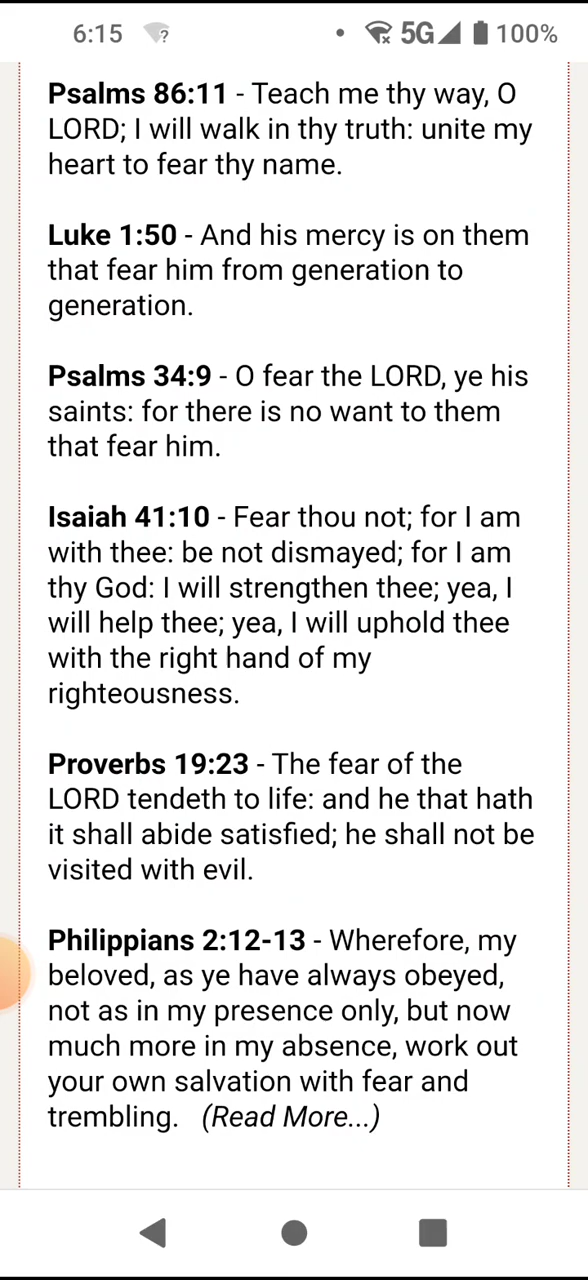 6:15
? 5G 100%
Psalms 86:11 - Teach me thy way, O
LORD; I will walk in thy truth: unite my
heart to fear thy name.
Luke 1:50 - And his mercy is on them
that fear him from generation to
generation.
Psalms 34:9 - O fear the LORD, ye his
saints: for there is no want to them
that fear him.
Isaiah 41:10 - Fear thou not; for I am
with thee: be not dismayed; for I am
thy God: I will strengthen thee; yea, I
will help thee; yea, I will uphold thee
with the right hand of my
righteousness.
Proverbs 19:23 - The fear of the
LORD tendeth to life: and he that hath
it shall abide satisfied; he shall not be
visited with evil.
Philippians 2:12-13 - Wherefore, my
beloved, as ye have always obeyed,
not as in my presence only, but now
much more in my absence, work out
your own salvation with fear and
trembling. (Read More...)